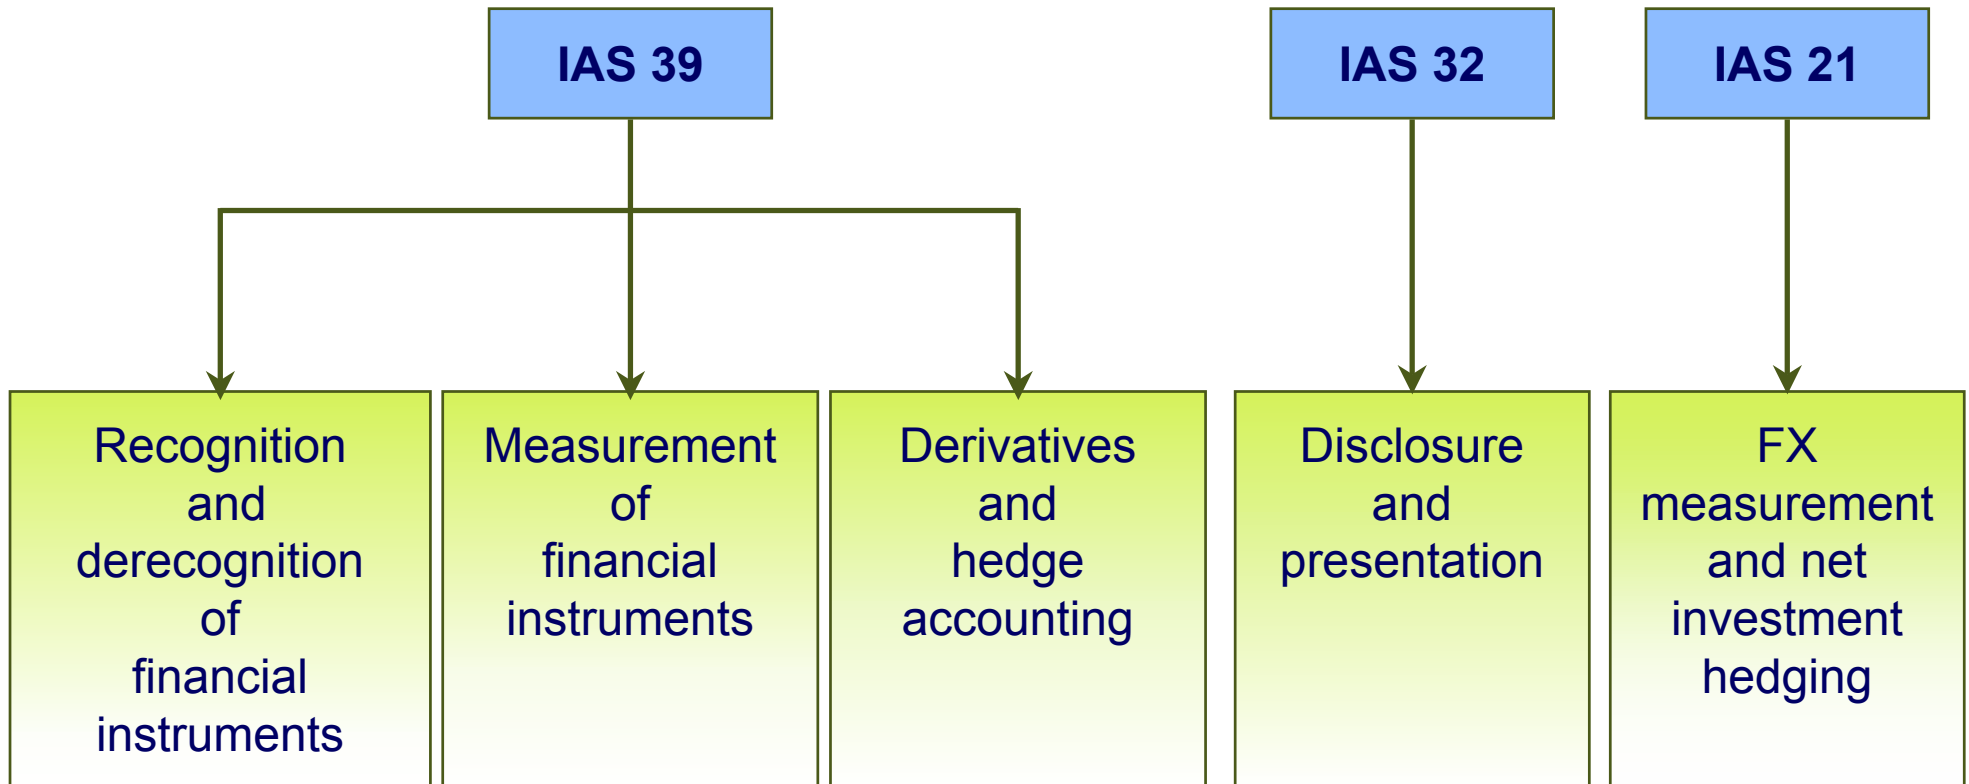 IAS 39
IAS 32
IAS 21
Recognition
and
derecognition
of
financial
instruments
Measurement
of
financial
instruments
Derivatives
and
hedge
accounting
Disclosure
and
presentation
FX
measurement
and net
investment
hedging